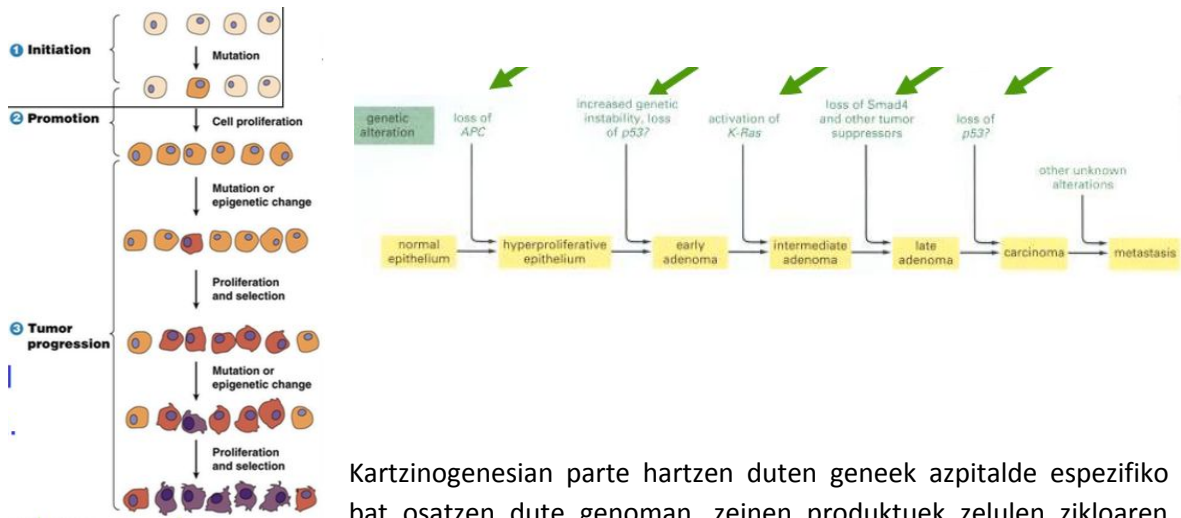 1 Initiation
Mutation
2 Promotion
Cell proliferation
Mutation or
epigenetic change
Proliferation
and selection
3 Tumor
progression
Mutation or
epigenetic change
Proliferation
and selection
genetic
alteration
loss of
APC
increased genetic
instability, loss
of p53?
activation of
K-Ras
loss of Smad4
and other tumor
suppressors
loss of
p53?
other unknown
alterations
normal
epithelium
hyperproliferative
epithelium
early
adenoma
intermediate
adenoma
late
adenoma
carcinoma
metastasis
Kartzinogenesian parte hartzen duten geneek azpitalde espezifiko
bat osatzen dute genoman, zeinen produktuek zelulen zikloaren